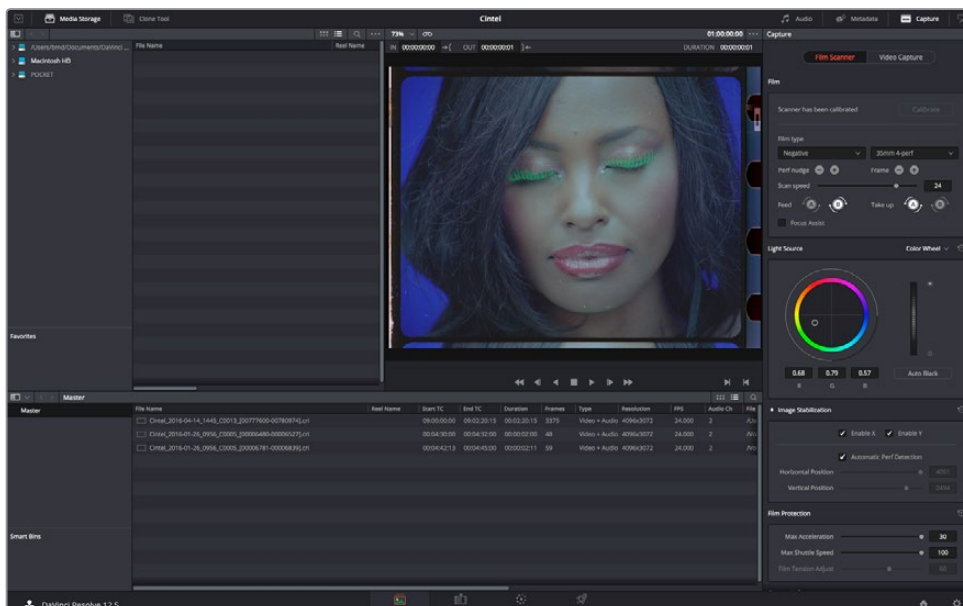 Media Storage
Clone Tool
Cintel
Audio
Metadata
Capture
73%
01:00:00:00
Capture
/Users/bmd/Documents/DaVinci ...
Macintosh HD
POCKET
File Name
Reel Name
IN 00:00:00:00
OUT 00:00:00:01
DURATION 00:00:00:01
Film Scanner
Video Capture
Film
Scanner has been calibrated
Calibrate
Film type
Negative
35mm 4-perf
Perf nudge
Frame
Scan speed
24
Feed
A
B
Take up
A
B
Focus Assist
Light Source
Color Wheel
0.68
0.79
0.57
Auto Black
R
G
B
Favorites
Master
Master
File Name
Reel Name
Start TC
End TC
Duration
Frames
Type
Resolution
FPS
Audio Ch
File
Cintel_2016-04-14_1445_C0013_[00777600-00780974].cri
09:00:00:00
09:02:20:15
00:02:20:15
3375
Video + Audio
4096x3072
24.000
2
Cintel_2016-01-26_0956_C0005_[00006480-00006527].cri
00:04:30:00
00:04:32:00
00:00:02:00
48
Video + Audio
4096x3072
24.000
2
Cintel_2016-01-26_0956_C0005_[00006781-00006839].cri
00:04:42:13
00:04:45:00
00:00:02:11
59
Video + Audio
4096x3072
24.000
2
Image Stabilization
Enable X
Enable Y
Automatic Perf Detection
Horizontal Position
Vertical Position
Film Protection
Max Acceleration
30
Max Shuttle Speed
100
Film Tension Adjust
60
Smart Bins
DaVinci Resolve 12.5